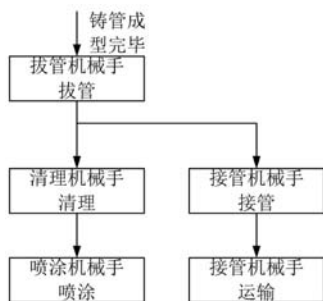 铸管成
型完毕
拔管机械手
拔管
清理机械手
清理
接管机械手
接管
喷涂机械手
喷涂
接管机械手
运输